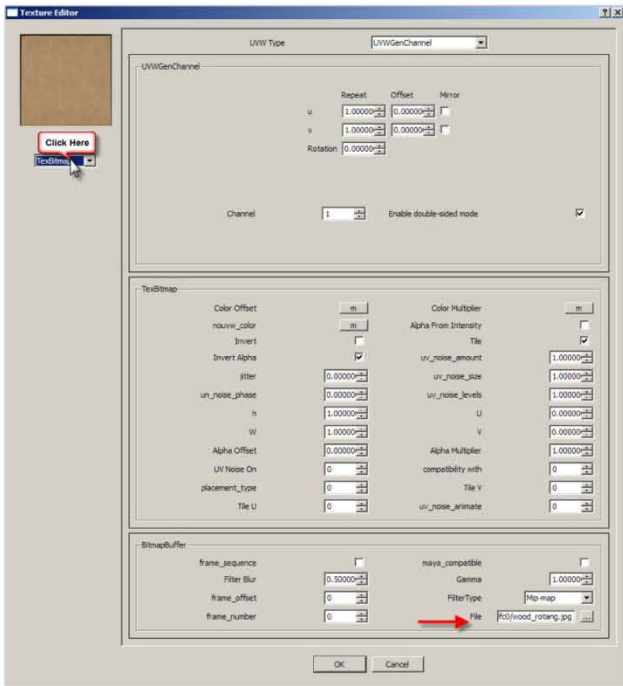 Texture Editor
UVW Type UVWGenChannel
UVWGenChannel
Repeat Offset Mirror
u 1.00000 0.00000
v 1.00000 0.00000
Rotation 0.00000
Click Here
TexBitmap
Channel 1 Enable double-sided mode
TexBitmap
Color Offset m Color Multiplier m
nouvw_color m Alpha From Intensity
Invert Tile
Invert Alpha uv_noise_amount 1.00000
jitter 0.00000 uv_noise_size 1.00000
un_noise_phase 0.00000 uv_noise_levels 1.00000
h 1.00000 U 0.00000
W 1.00000 V 0.00000
Alpha Offset 0.00000 Alpha Multiplier 1.00000
UV Noise On 0 compatibility with 0
placement_type 0 Tile V 0
Tile U 0 uv_noise_animate 0
BitmapBuffer
frame_sequence maya_compatible
Filter Blur 0.50000 Gamma 1.00000
frame_offset 0 FilterType Mip-map
frame_number 0 File fc0/wood_rotang.jpg ...
OK Cancel